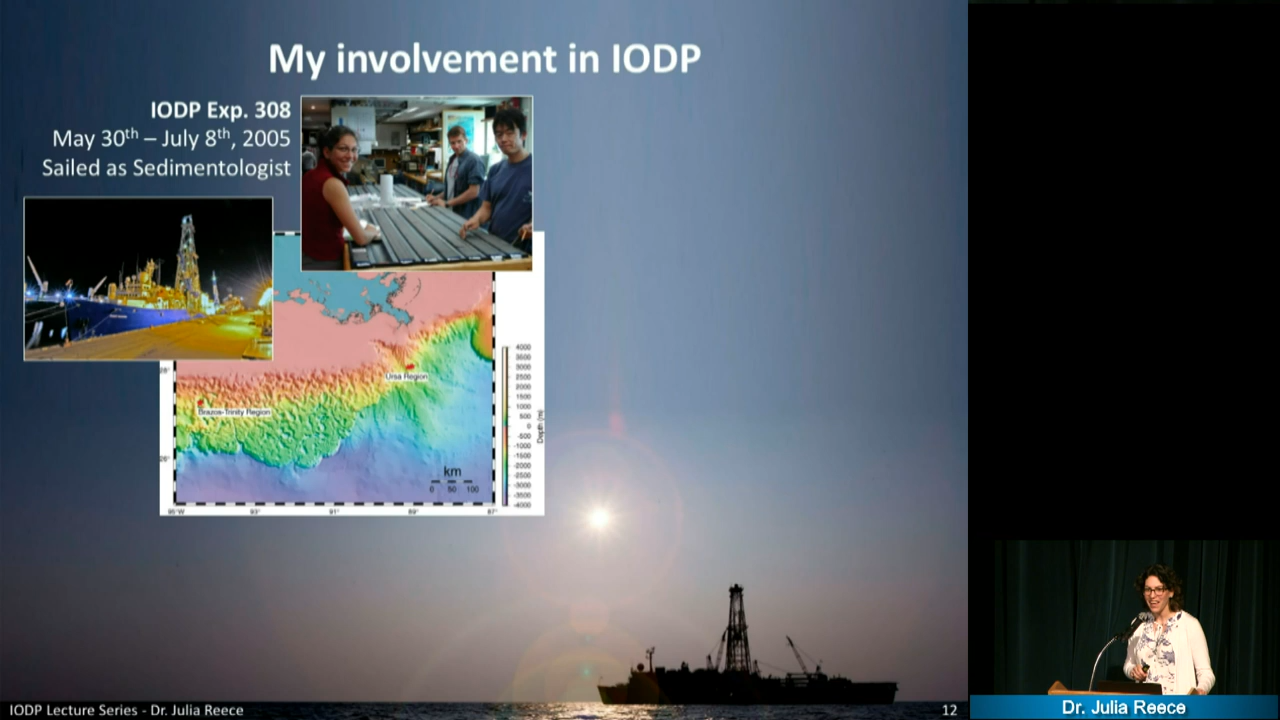 My involvement in IODP
IODP Exp. 308
May 30th – July 8th, 2005
Sailed as Sedimentologist
Ursa Region
Brazos-Trinity Region
28°
26°
95°W
93°
91°
89°
87°
km
0 50 100
4000
3500
3000
2500
2000
1500
1000
500
0
-500
-1000
-1500
-2000
-2500
-3000
-3500
-4000
Depth (m)
IODP Lecture Series - Dr. Julia Reece
12
Dr. Julia Reece